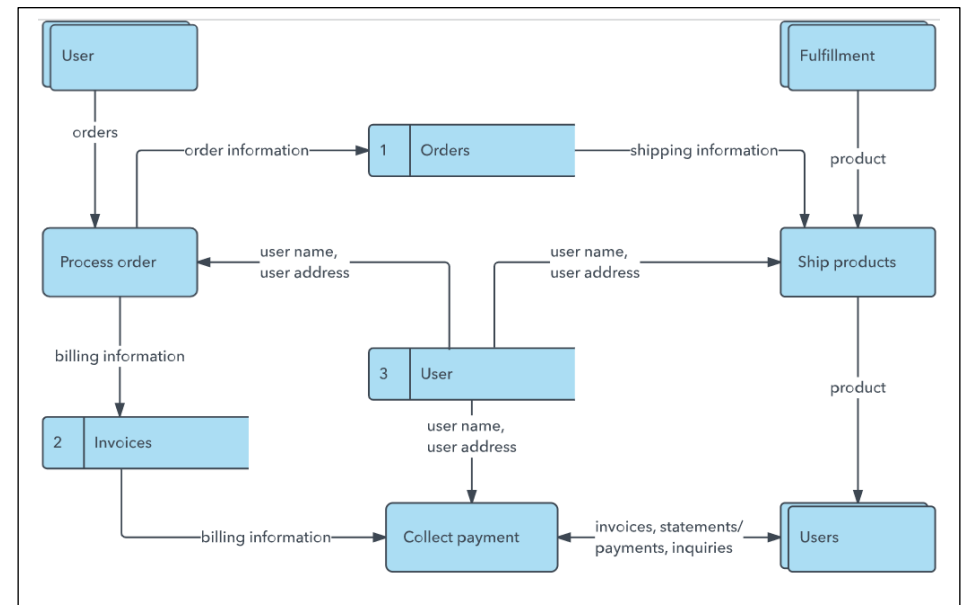 User
Fulfillment
orders
order information
1
Orders
shipping information
product
Process order
user name,
user address
user name,
user address
Ship products
billing information
3
User
product
2
Invoices
user name,
user address
billing information
Collect payment
invoices, statements/
payments, inquiries
Users